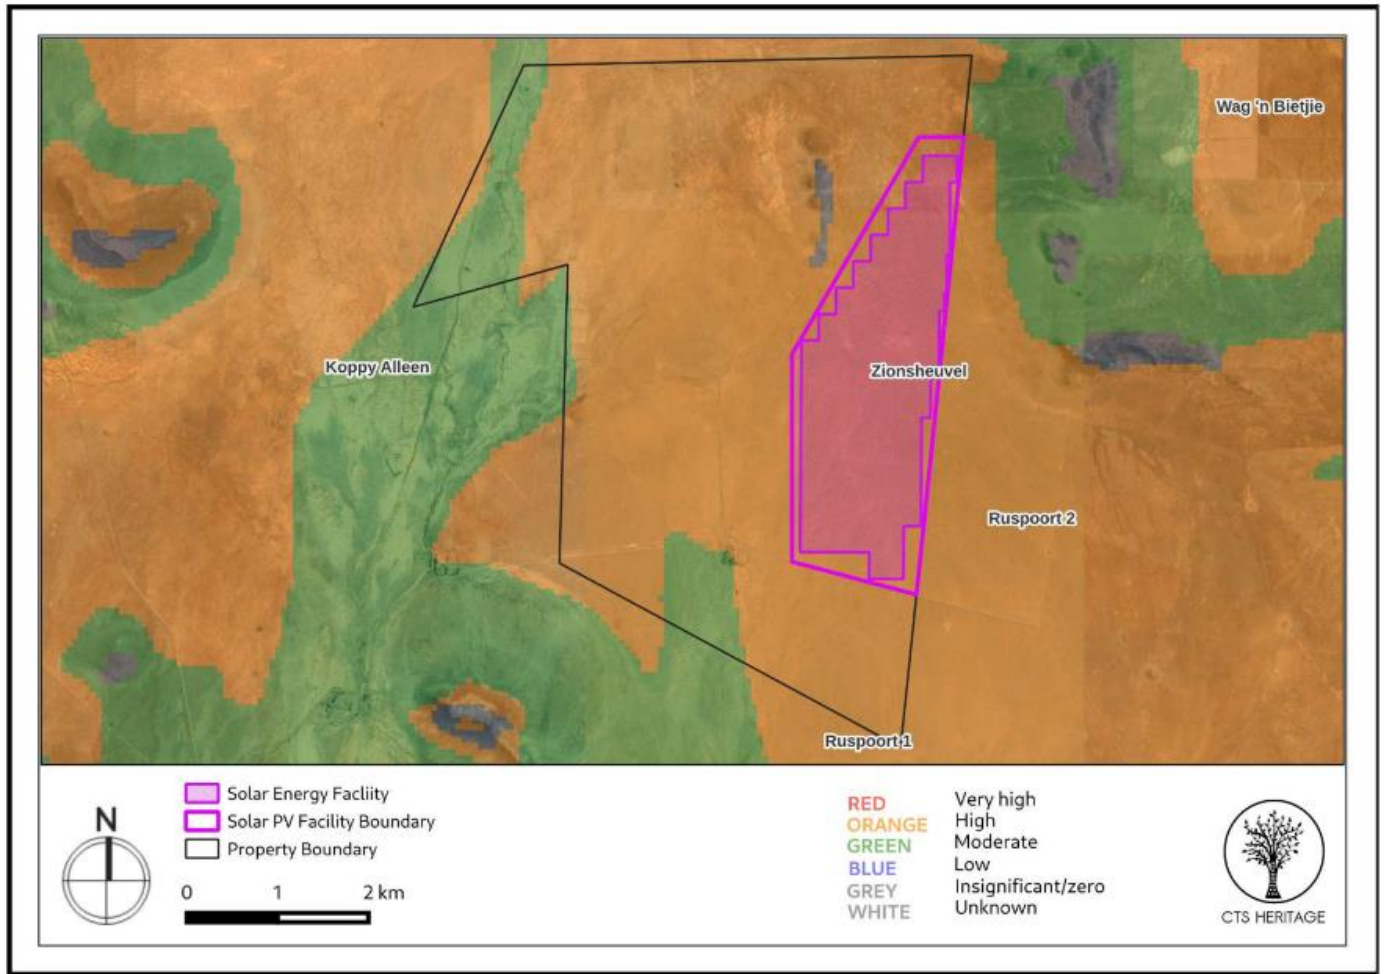 Wag 'n Bietjie
Koppy Alleen
Zionsheuvel
Ruspoort 2
Ruspoort 1
N
0 1 2 km
Solar Energy Facliity
Solar PV Facility Boundary
Property Boundary
RED Very high
ORANGE High
GREEN Moderate
BLUE Low
GREY Insignificant/zero
WHITE Unknown
CTS HERITAGE